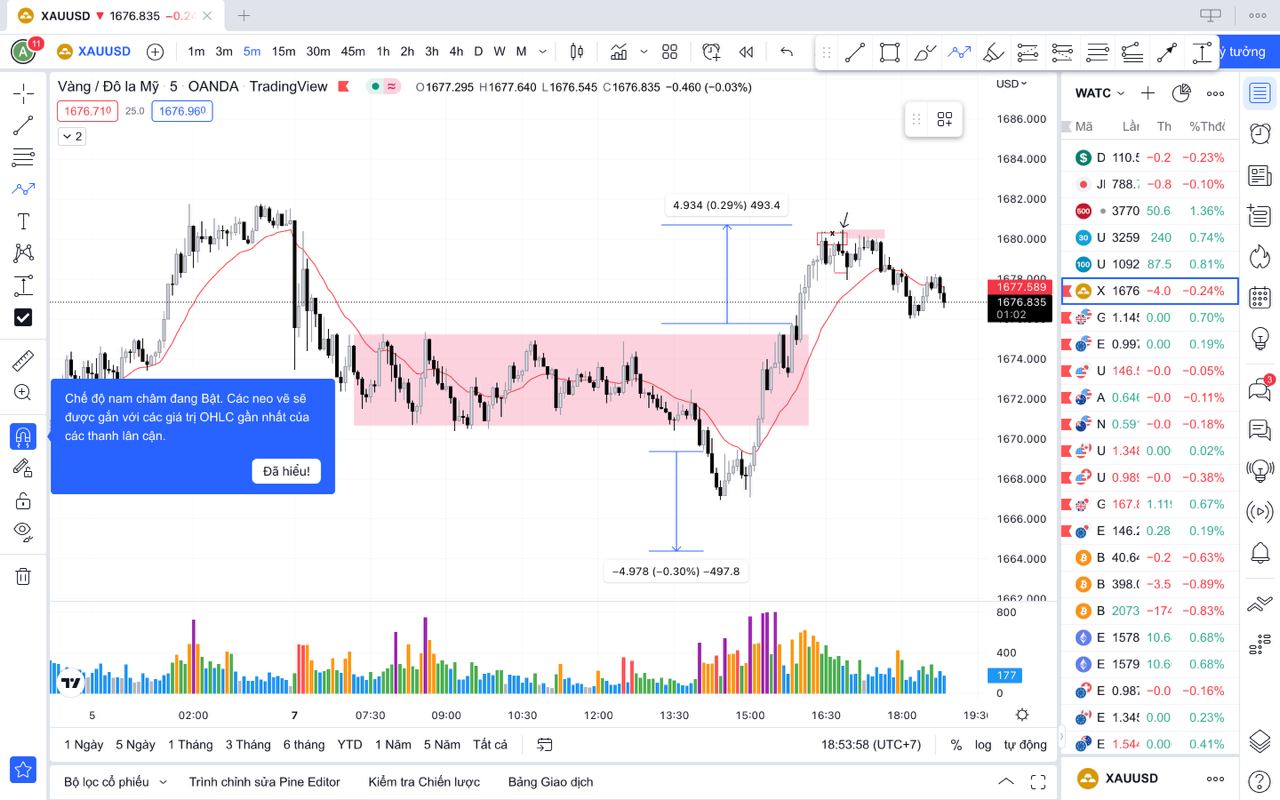 XAUUSD ▼ 1676.835 −0.24
A 11 XAUUSD 1m 3m 5m 15m 30m 45m 1h 2h 3h 4h D W M ý tưởng
Vàng / Đô la Mỹ · 5 · OANDA · TradingView O1677.295 H1677.640 L1676.545 C1676.835 −0.460 (−0.03%)
1676.710 25.0 1676.960
2
USD
1686.000
1684.000
1682.000
1680.000
1678.000
1677.589
1676.835
01:02
1674.000
1672.000
1670.000
1668.000
1666.000
1664.000
1662.000
4.934 (0.29%) 493.4
−4.978 (−0.30%) −497.8
Chế độ nam châm đang Bật. Các neo vẽ sẽ
được gắn với các giá trị OHLC gần nhất của
các thanh lân cận.
Đã hiểu!
800
400
177
0
5 02:00 7 07:30 09:00 10:30 12:00 13:30 15:00 16:30 18:00 19:30
1 Ngày 5 Ngày 1 Tháng 3 Tháng 6 tháng YTD 1 Năm 5 Năm Tất cả 18:53:58 (UTC+7) % log tự động
Bộ lọc cổ phiếu Trình chỉnh sửa Pine Editor Kiểm tra Chiến lược Bảng Giao dịch
WATC
Mã Lần Th %Thđ
D 110.5 −0.2 −0.23%
788.7 −0.8 −0.10%
500 3770 50.6 1.36%
30 U 3259 240 0.74%
100 U 1092 87.5 0.81%
X 1676 −4.0 −0.24%
G 1.145 0.00 0.70%
E 0.997 0.00 0.19%
U 146.5 −0.0 −0.05%
A 0.646 −0.0 −0.11%
N 0.591 −0.0 −0.18%
U 1.348 0.00 0.02%
U 0.989 −0.0 −0.38%
G 167.8 1.119 0.67%
E 146.2 0.28 0.19%
B 40.64 −0.2 −0.63%
B 398.0 −3.5 −0.89%
B 2073 −174 −0.83%
E 1578 10.6 0.68%
E 1579 10.6 0.68%
E 0.987 −0.0 −0.16%
E 1.345 0.00 0.23%
E 1.544 0.00 0.41%
3
XAUUSD